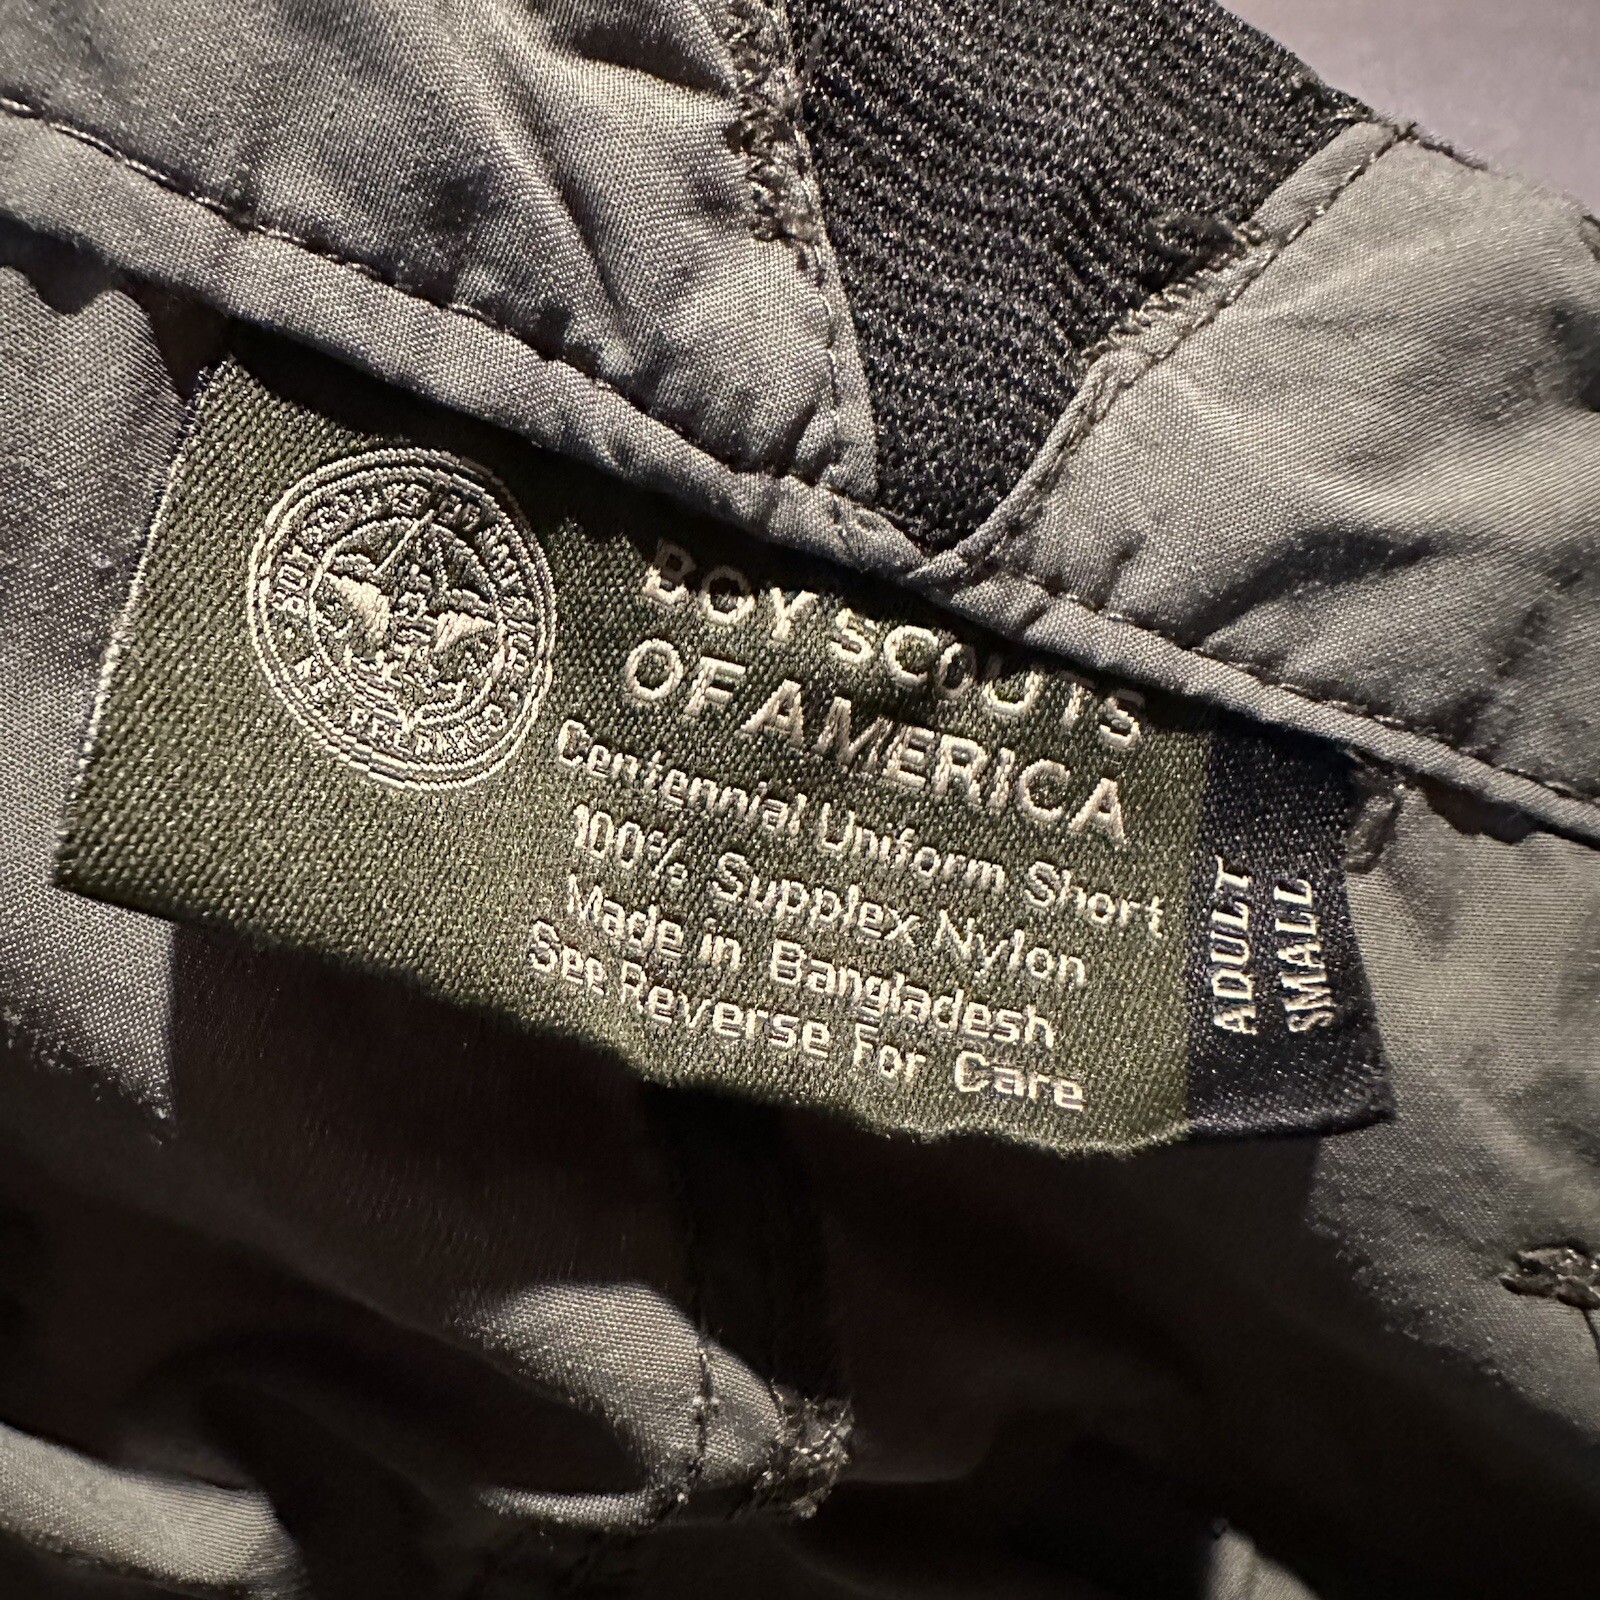 BOY SCOUTS
OF AMERICA
Centennial Uniform Short
100% Supplex Nylon
Made in Bangladesh
See Reverse For Care
ADULT
SMALL